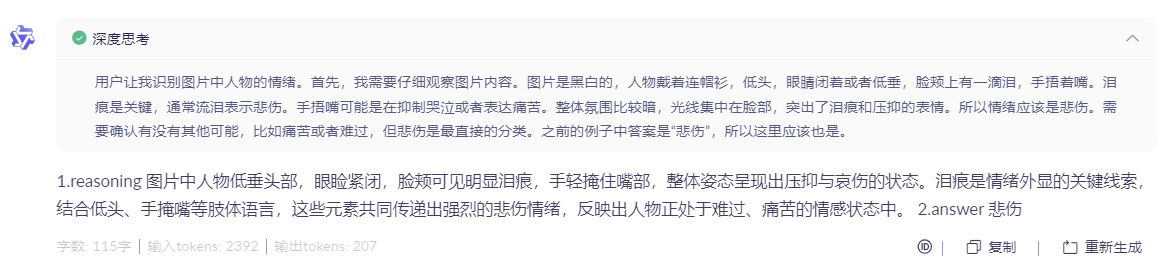 深度思考
用户让我识别图片中人物的情绪。首先，我需要仔细观察图片内容。图片是黑白的，人物戴着连帽衫，低头，眼睛闭着或者低垂，脸颊上有一滴泪，手捂着嘴。泪
痕是关键，通常流泪表示悲伤。手捂嘴可能是在抑制哭泣或者表达痛苦。整体氛围比较暗，光线集中在脸部，突出了泪痕和压抑的表情。所以情绪应该是悲伤。需
要确认有没有其他可能，比如痛苦或者难过，但悲伤是最直接的分类。之前的例子中答案是“悲伤”，所以这里应该也是。
1.reasoning 图片中人物低垂头部，眼睑紧闭，脸颊可见明显泪痕，手轻掩住嘴部，整体姿态呈现出压抑与哀伤的状态。泪痕是情绪外显的关键线索，
结合低头、手掩嘴等肢体语言，这些元素共同传递出强烈的悲伤情绪，反映出人物正处于难过、痛苦的情感状态中。 2.answer 悲伤
字数: 115字 | 输入tokens: 2392 | 输出tokens: 207 ID | 复制 | 重新生成